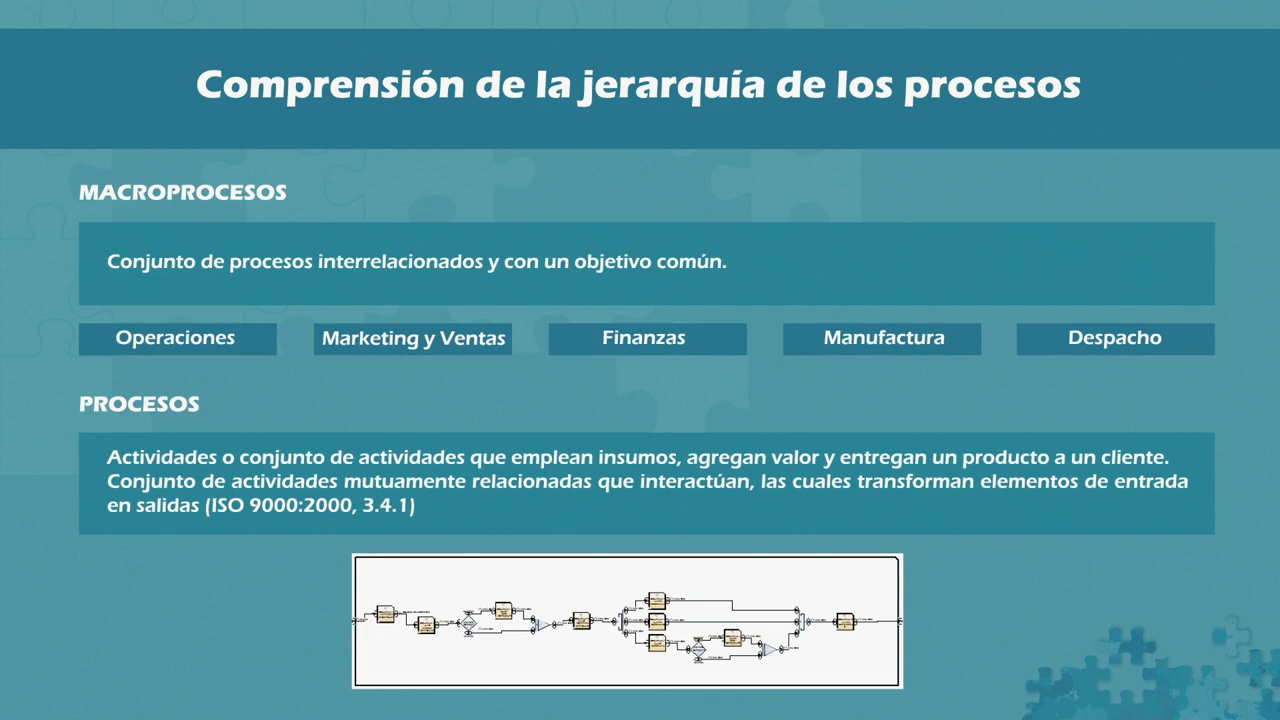 Comprensión de la jerarquía de los procesos
MACROPROCESOS
Conjunto de procesos interrelacionados y con un objetivo común.
Operaciones
Marketing y Ventas
Finanzas
Manufactura
Despacho
PROCESOS
Actividades o conjunto de actividades que emplean insumos, agregan valor y entregan un producto a un cliente.
Conjunto de actividades mutuamente relacionadas que interactúan, las cuales transforman elementos de entrada
en salidas (ISO 9000:2000, 3.4.1)